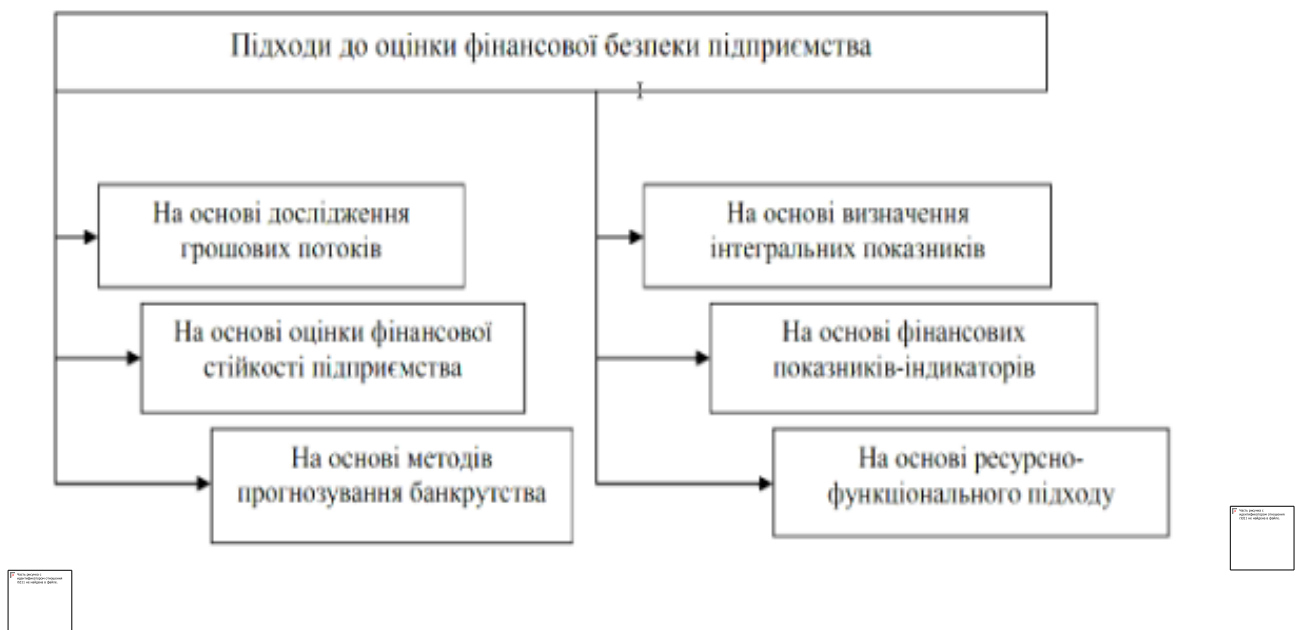 Підходи до оцінки фінансової безпеки підприємства
На основі дослідження
грошових потоків
На основі оцінки фінансової
стійкості підприємства
На основі методів
прогнозування банкрутства
На основі визначення
інтегральних показників
На основі фінансових
показників-індикаторів
На основі ресурсно-
функціонального підходу